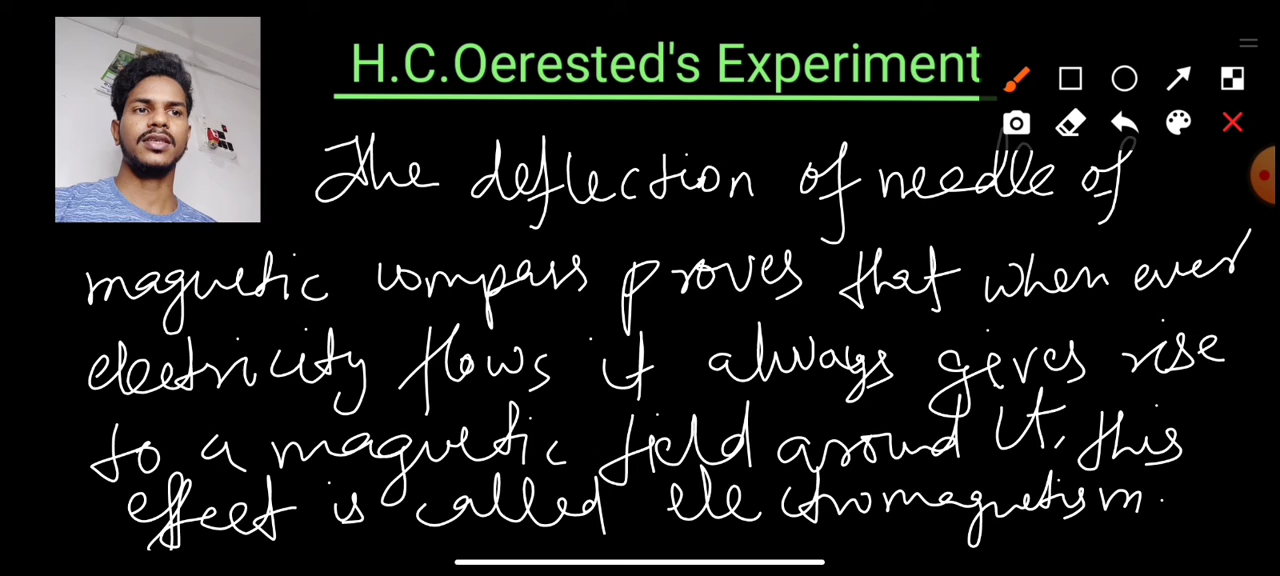 H.C.Oerested's Experiment
The deflection of needle of
magnetic compass proves that when ever
electricity flows it always gives rise
to a magnetic field around it, this
effect is called electromagnetism.